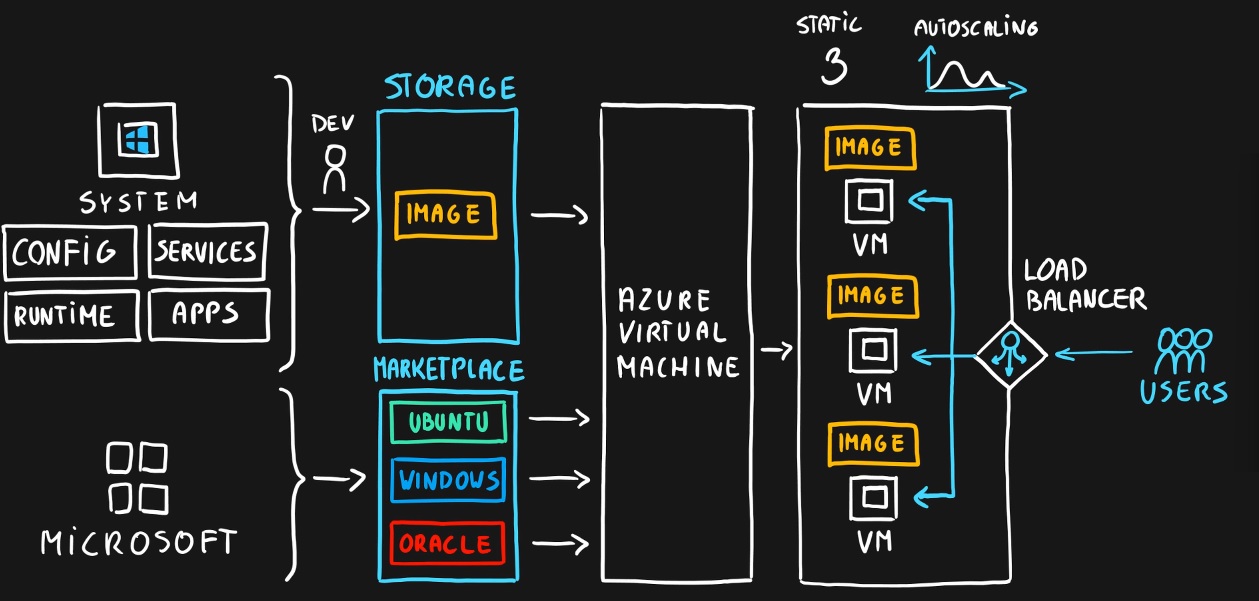 STATIC
3
AUTOSCALING
STORAGE
DEV
SYSTEM
CONFIG
SERVICES
RUNTIME
APPS
IMAGE
MARKETPLACE
UBUNTU
WINDOWS
ORACLE
MICROSOFT
AZURE
VIRTUAL
MACHINE
IMAGE
VM
IMAGE
VM
IMAGE
VM
LOAD
BALANCER
USERS